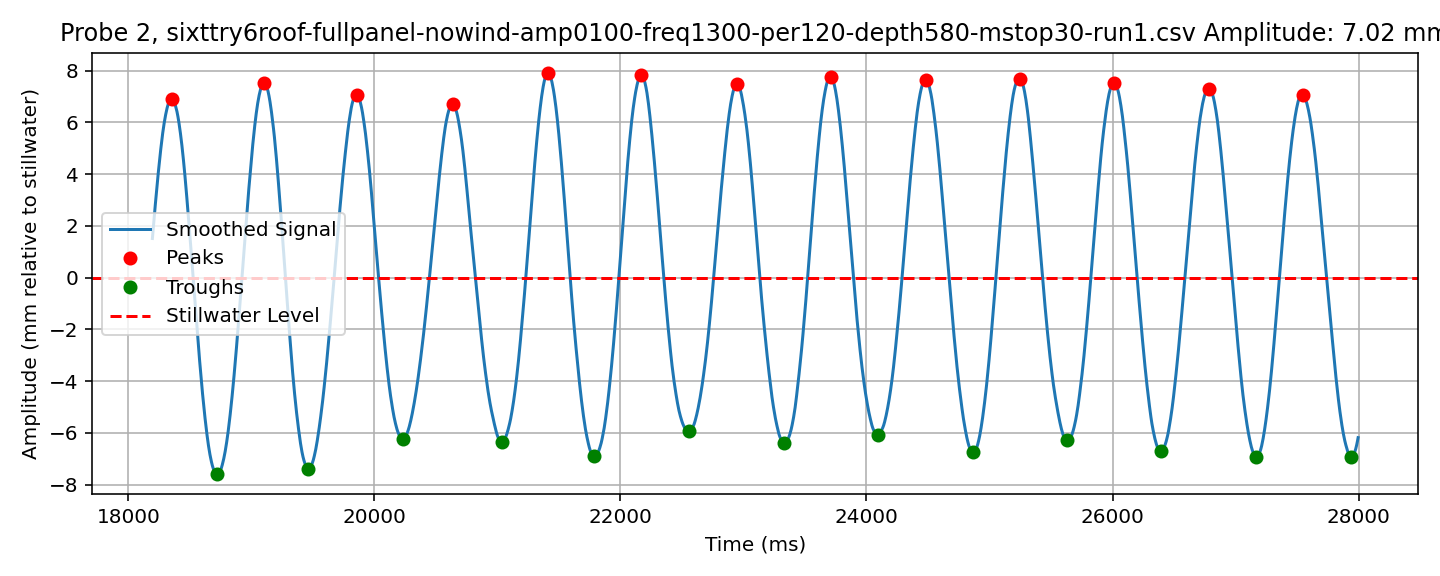 Probe 2, sixttry6roof-fullpanel-nowind-amp0100-freq1300-per120-depth580-mstop30-run1.csv Amplitude: 7.02 mm
8
6
4
2
0
−2
−4
−6
−8
Amplitude (mm relative to stillwater)
Smoothed Signal
Peaks
Troughs
Stillwater Level
18000 20000 22000 24000 26000 28000
Time (ms)